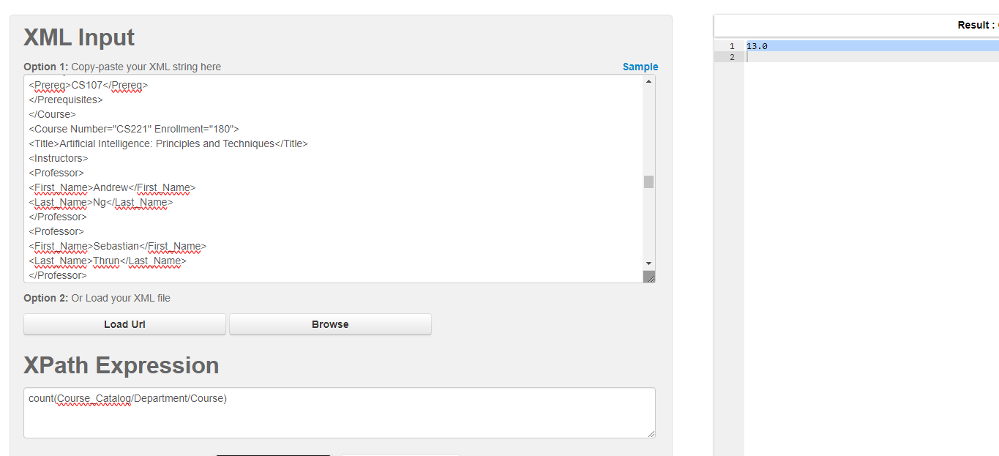 XML Input
Option 1: Copy-paste your XML string here
Sample
<Prereq>CS107</Prereq>
</Prerequisites>
</Course>
<Course Number="CS221" Enrollment="180">
<Title>Artificial Intelligence: Principles and Techniques</Title>
<Instructors>
<Professor>
<First_Name>Andrew</First_Name>
<Last_Name>Ng</Last_Name>
</Professor>
<Professor>
<First_Name>Sebastian</First_Name>
<Last_Name>Thrun</Last_Name>
</Professor>
Option 2: Or Load your XML file
Load Url
Browse
XPath Expression
count(Course_Catalog/Department/Course)
Result :
1 13.0
2